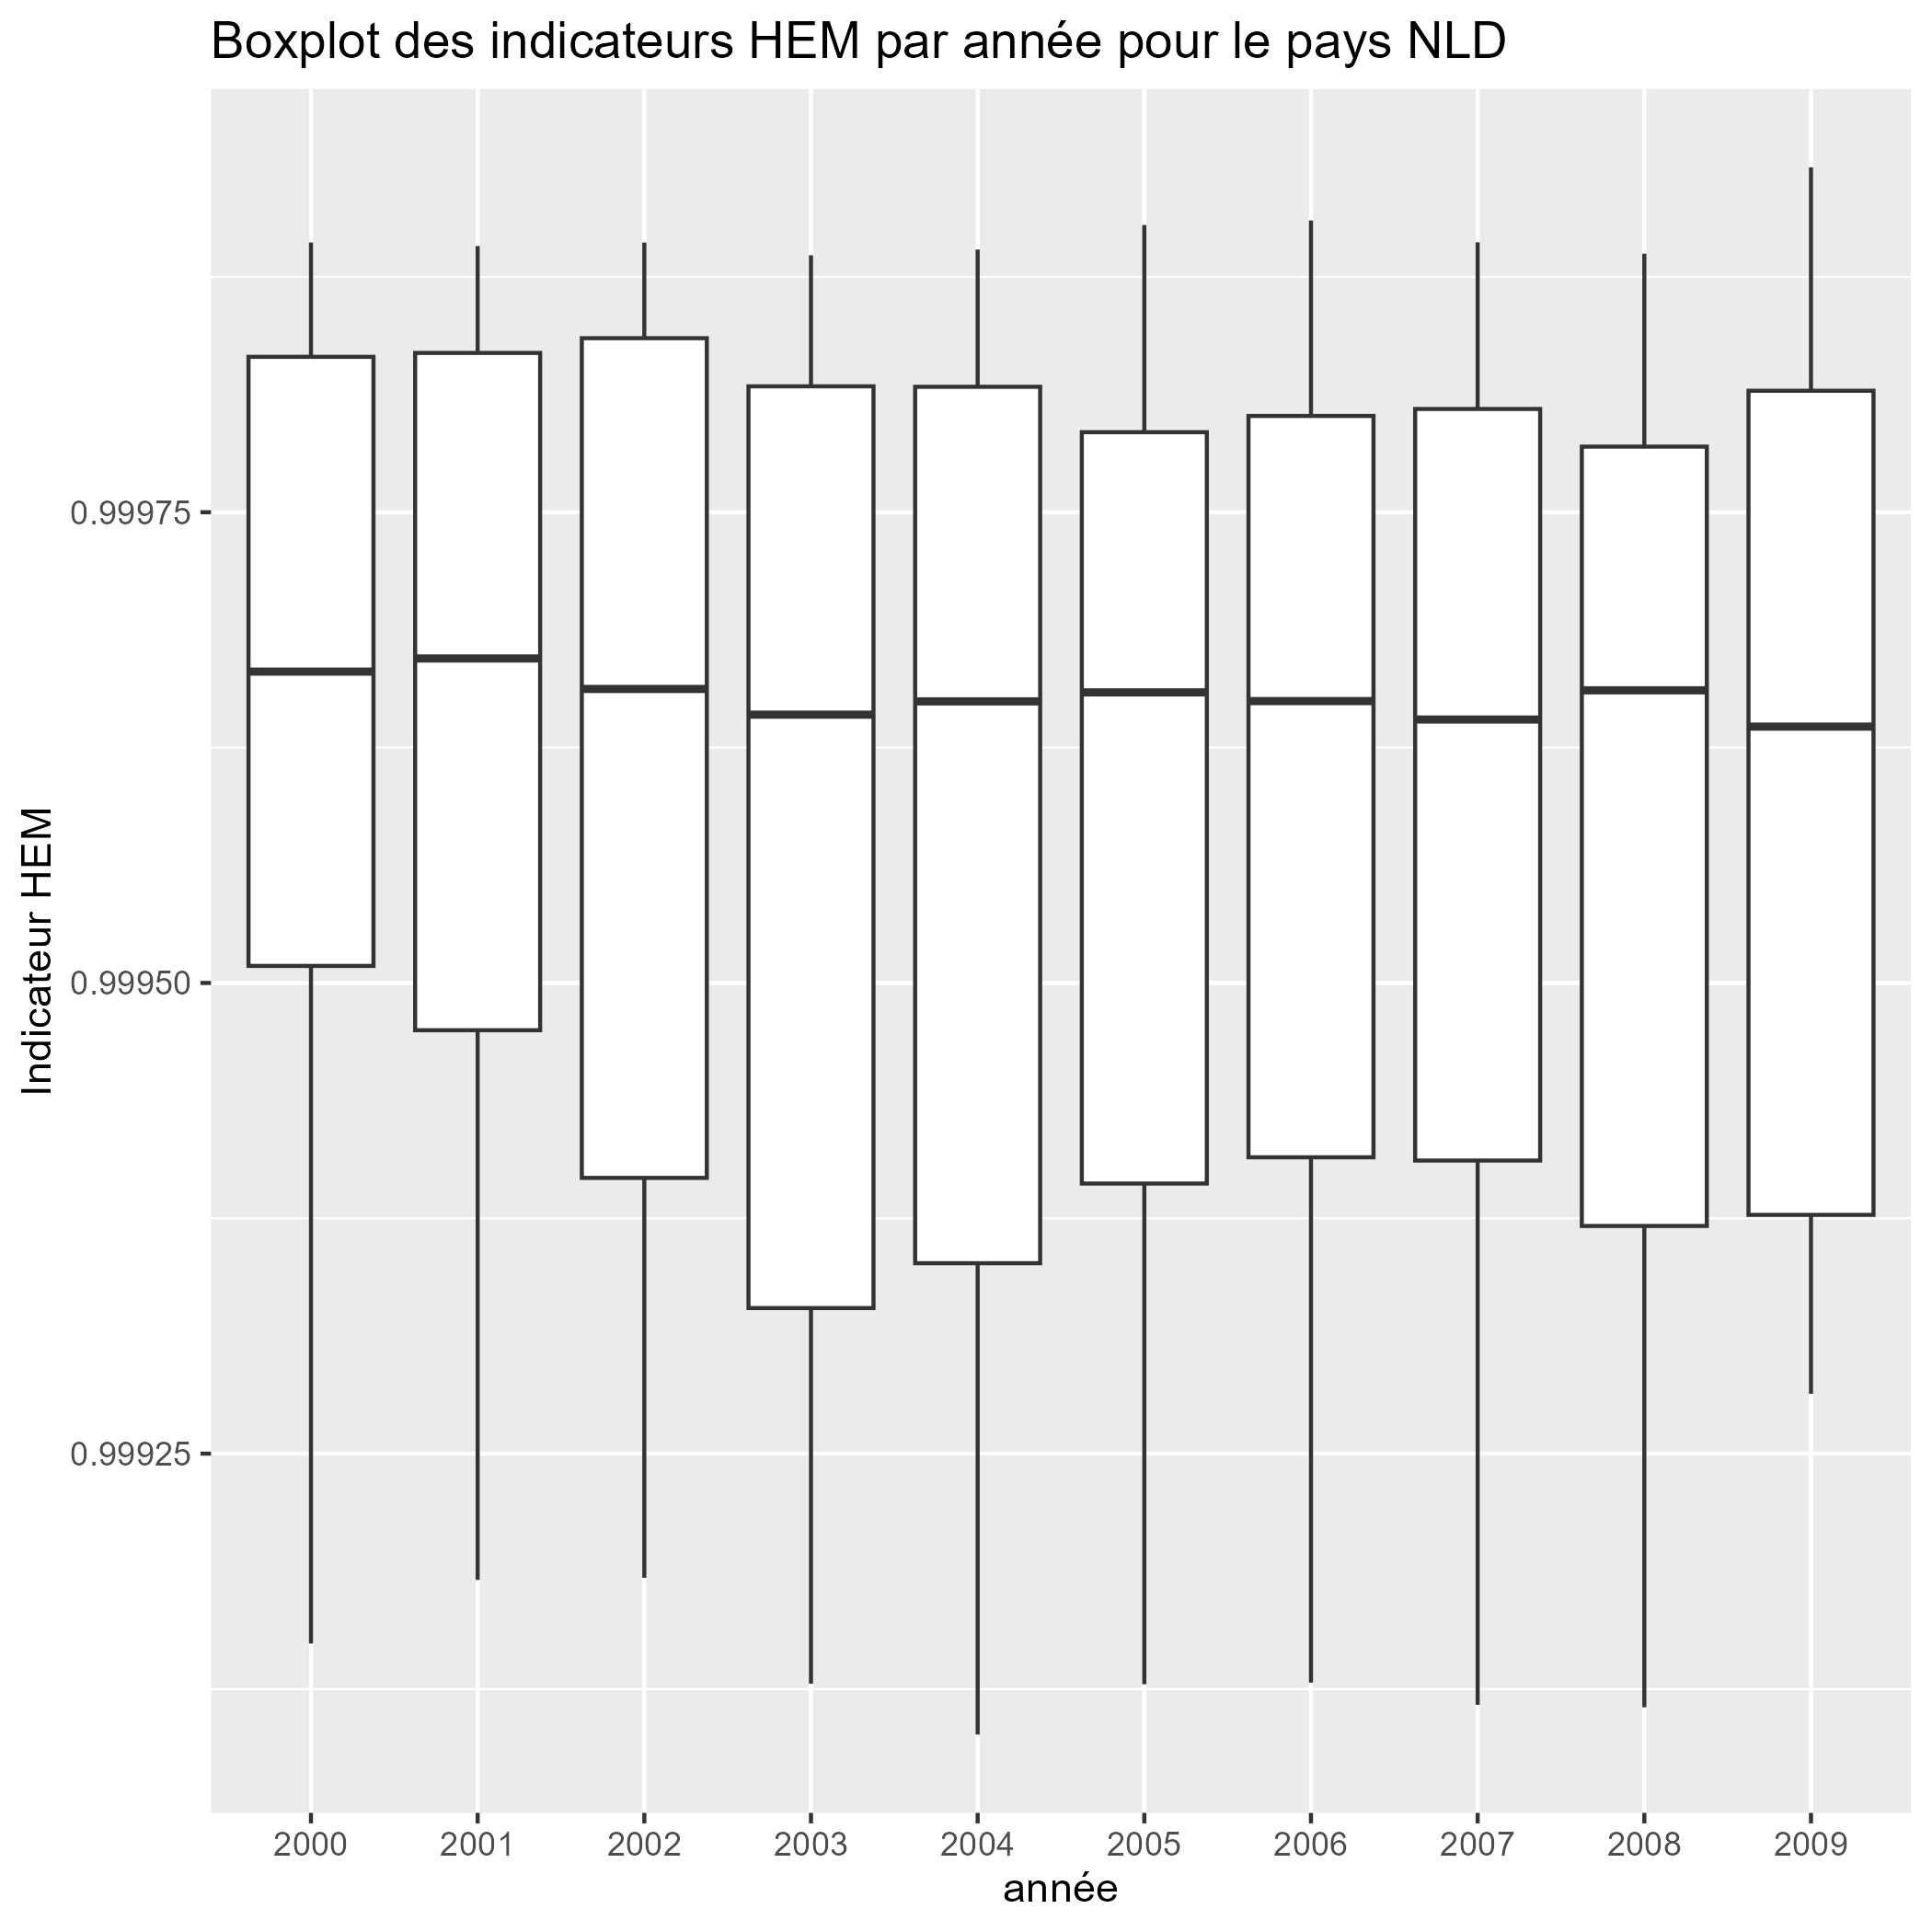 Boxplot des indicateurs HEM par année pour le pays NLD
Indicateur HEM
0.99975
0.99950
0.99925
2000 2001 2002 2003 2004 2005 2006 2007 2008 2009
année